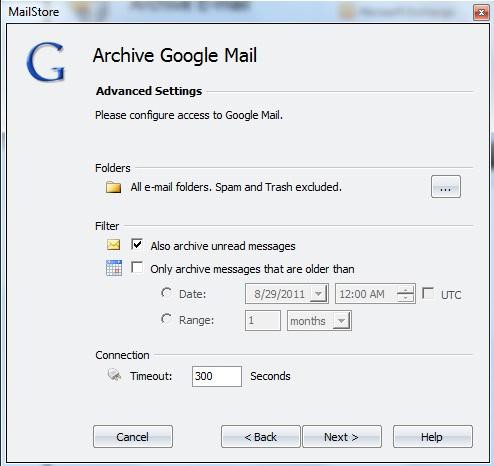 MailStore
Archive Google Mail
Advanced Settings
Please configure access to Google Mail.
Folders
All e-mail folders. Spam and Trash excluded.
...
Filter
Also archive unread messages
Only archive messages that are older than
Date: 8/29/2011 12:00 AM UTC
Range: 1 months
Connection
Timeout: 300 Seconds
Cancel < Back Next > Help